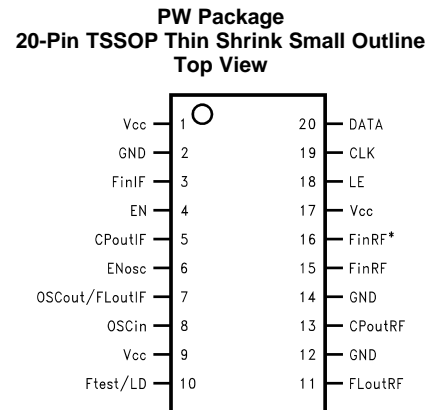 PW Package
20-Pin TSSOP Thin Shrink Small Outline
Top View
Vcc 1 20 DATA
GND 2 19 CLK
FinIF 3 18 LE
EN 4 17 Vcc
CPoutIF 5 16 FinRF*
ENosc 6 15 FinRF
OSCout/FLoutIF 7 14 GND
OSCin 8 13 CPoutRF
Vcc 9 12 GND
Ftest/LD 10 11 FLoutRF